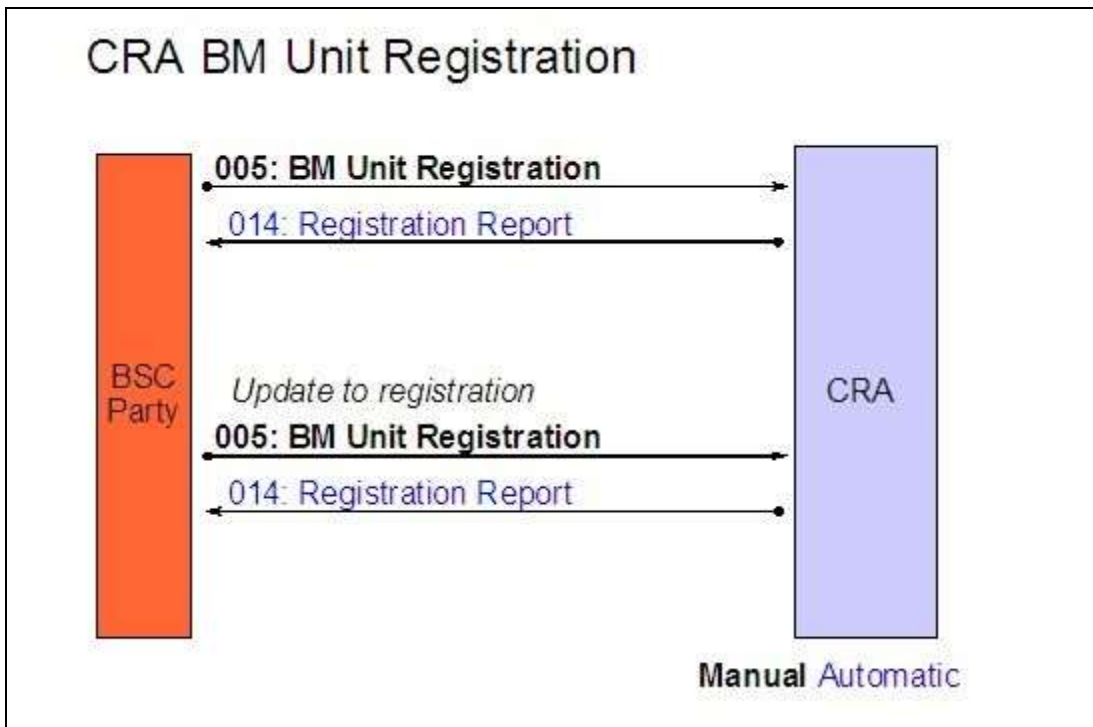 CRA BM Unit Registration
005: BM Unit Registration
014: Registration Report
BSC
Party
Update to registration
CRA
005: BM Unit Registration
014: Registration Report
Manual Automatic